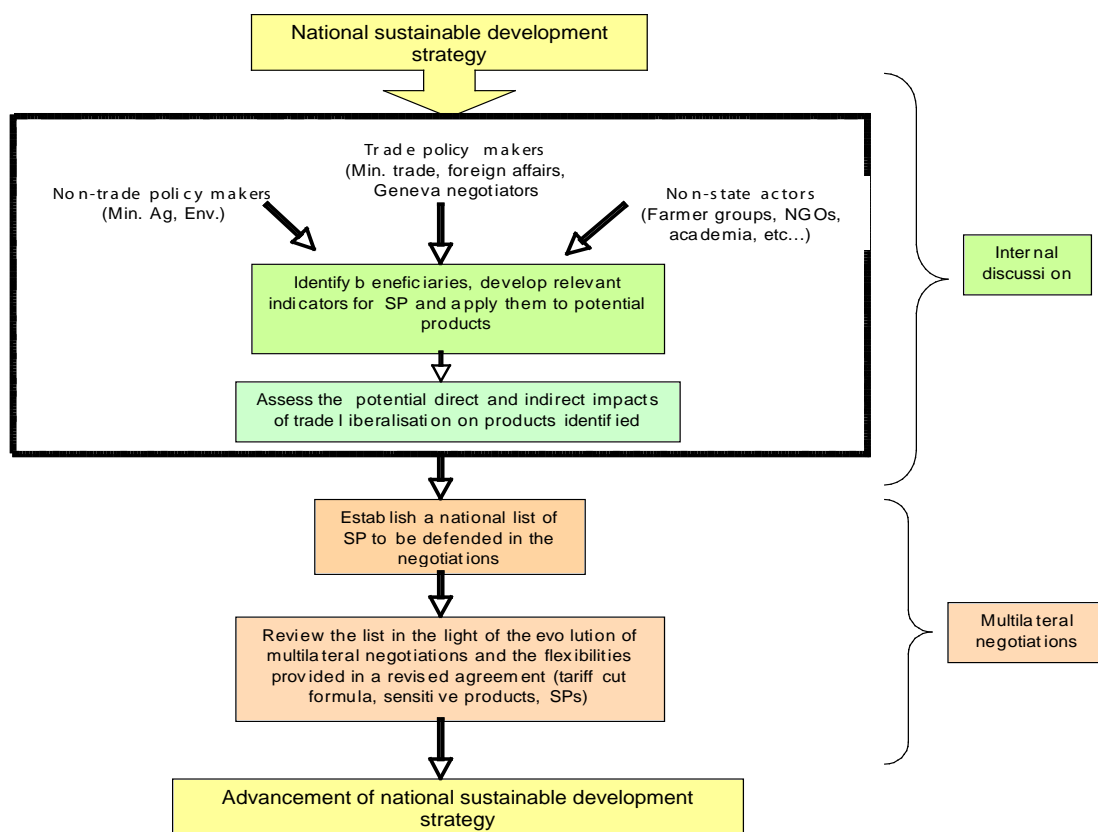 National sustainable development
strategy
Trade policy makers
(Min. trade, foreign affairs,
Geneva negotiators
Non-trade policy makers
(Min. Ag, Env.)
Non-state actors
(Farmer groups, NGOs,
academia, etc...)
Identify beneficiaries, develop relevant
indicators for SP and apply them to potential
products
Assess the potential direct and indirect impacts
of trade liberalisation on products identified
Internal
discussion
Establish a national list of
SP to be defended in the
negotiations
Review the list in the light of the evolution of
multilateral negotiations and the flexibilities
provided in a revised agreement (tariff cut
formula, sensitive products, SPs)
Multilateral
negotiations
Advancement of national sustainable development
strategy